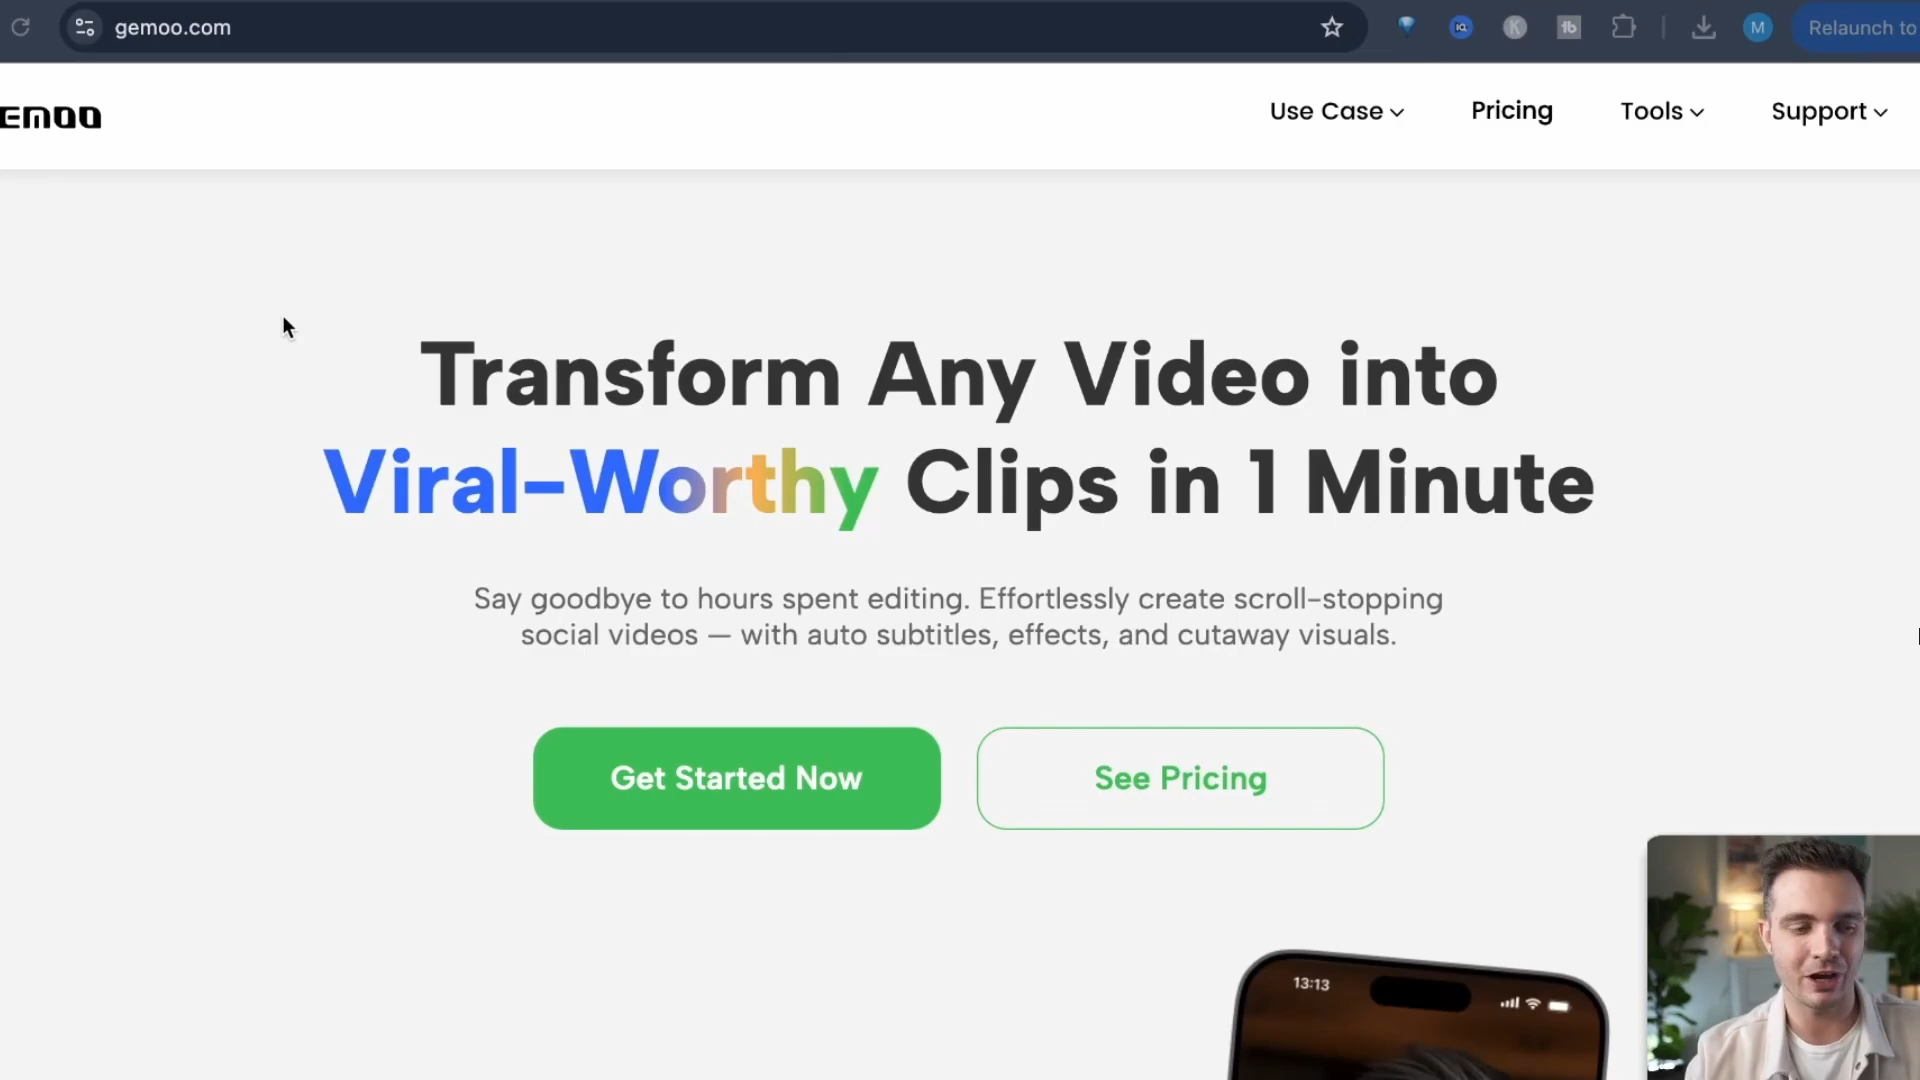 gemoo.com
Relaunch to
EMOO
Use Case
Pricing
Tools
Support
Transform Any Video into
Viral-Worthy Clips in 1 Minute
Say goodbye to hours spent editing. Effortlessly create scroll-stopping
social videos — with auto subtitles, effects, and cutaway visuals.
Get Started Now
See Pricing
13:13
M
K
tb
IQ